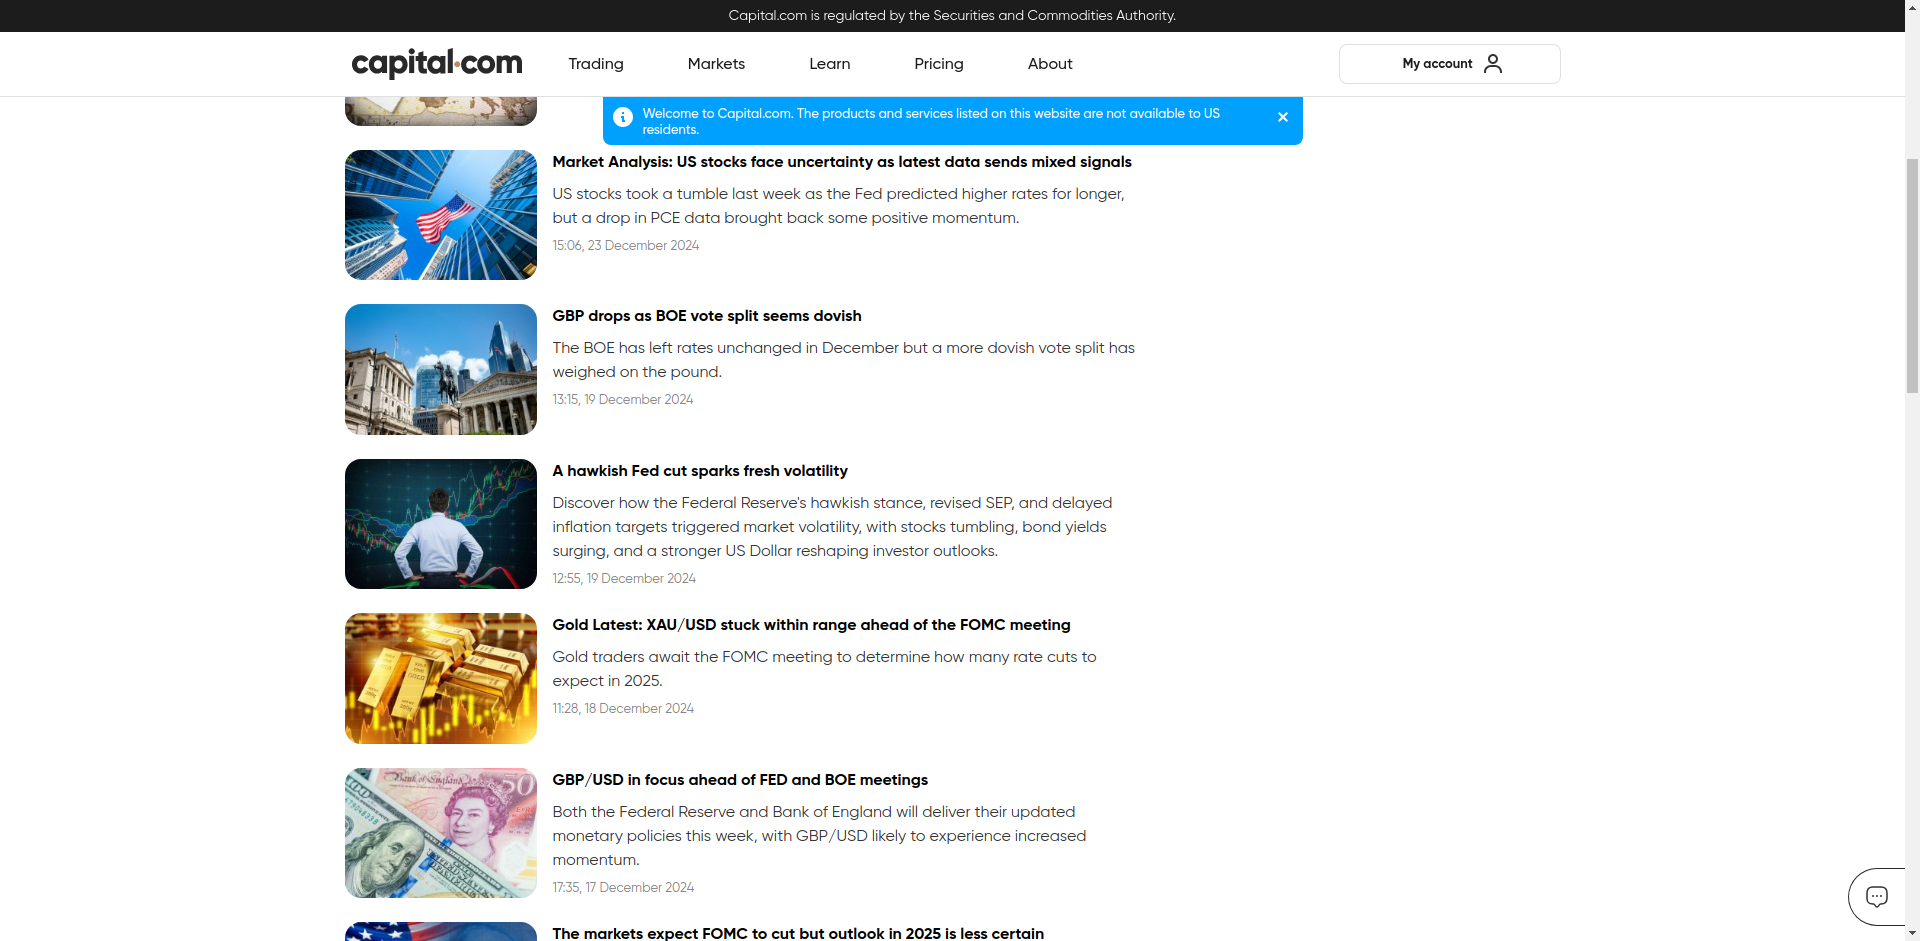 Capital.com is regulated by the Securities and Commodities Authority.
capital.com
Trading
Markets
Learn
Pricing
About
My account
Welcome to Capital.com. The products and services listed on this website are not available to US
residents.
Market Analysis: US stocks face uncertainty as latest data sends mixed signals
US stocks took a tumble last week as the Fed predicted higher rates for longer,
but a drop in PCE data brought back some positive momentum.
15:06, 23 December 2024
GBP drops as BOE vote split seems dovish
The BOE has left rates unchanged in December but a more dovish vote split has
weighed on the pound.
13:15, 19 December 2024
A hawkish Fed cut sparks fresh volatility
Discover how the Federal Reserve's hawkish stance, revised SEP, and delayed
inflation targets triggered market volatility, with stocks tumbling, bond yields
surging, and a stronger US Dollar reshaping investor outlooks.
12:55, 19 December 2024
Gold Latest: XAU/USD stuck within range ahead of the FOMC meeting
Gold traders await the FOMC meeting to determine how many rate cuts to
expect in 2025.
11:28, 18 December 2024
Bank of England
50
GBP/USD in focus ahead of FED and BOE meetings
Both the Federal Reserve and Bank of England will deliver their updated
monetary policies this week, with GBP/USD likely to experience increased
momentum.
17:35, 17 December 2024
The markets expect FOMC to cut but outlook in 2025 is less certain